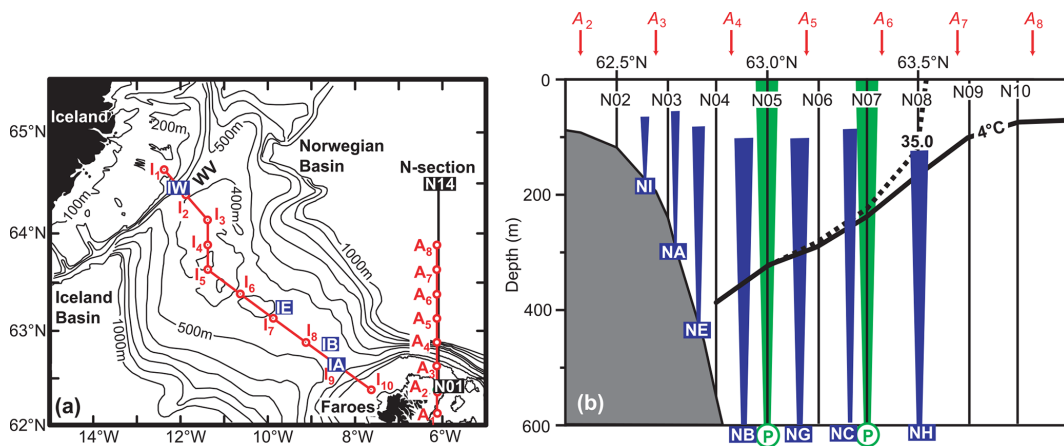 A2 A3 A4 A5 A6 A7 A8
62.5°N 63.0°N 63.5°N
0
N02 N03 N04 N05 N06 N07 N08 N09 N10
35.0 4°C
200
NI
NA
400
NE
600
NB P NG NC P NH
Depth (m)
(b)
65°N
64°N
63°N
62°N
14°W 12°W 10°W 8°W 6°W
Iceland
200m
500m
Norwegian
Basin
N-section
N14
I1
IW
WV
100m
400m
I2
I3
I4
I5
I6
1000m
A8
A7
A6
Iceland
Basin
IE
I7
A5
500m
I8
IB
A4
1000m
IA
A3
I9
I10
A2
N01
Faroes
A
(a)